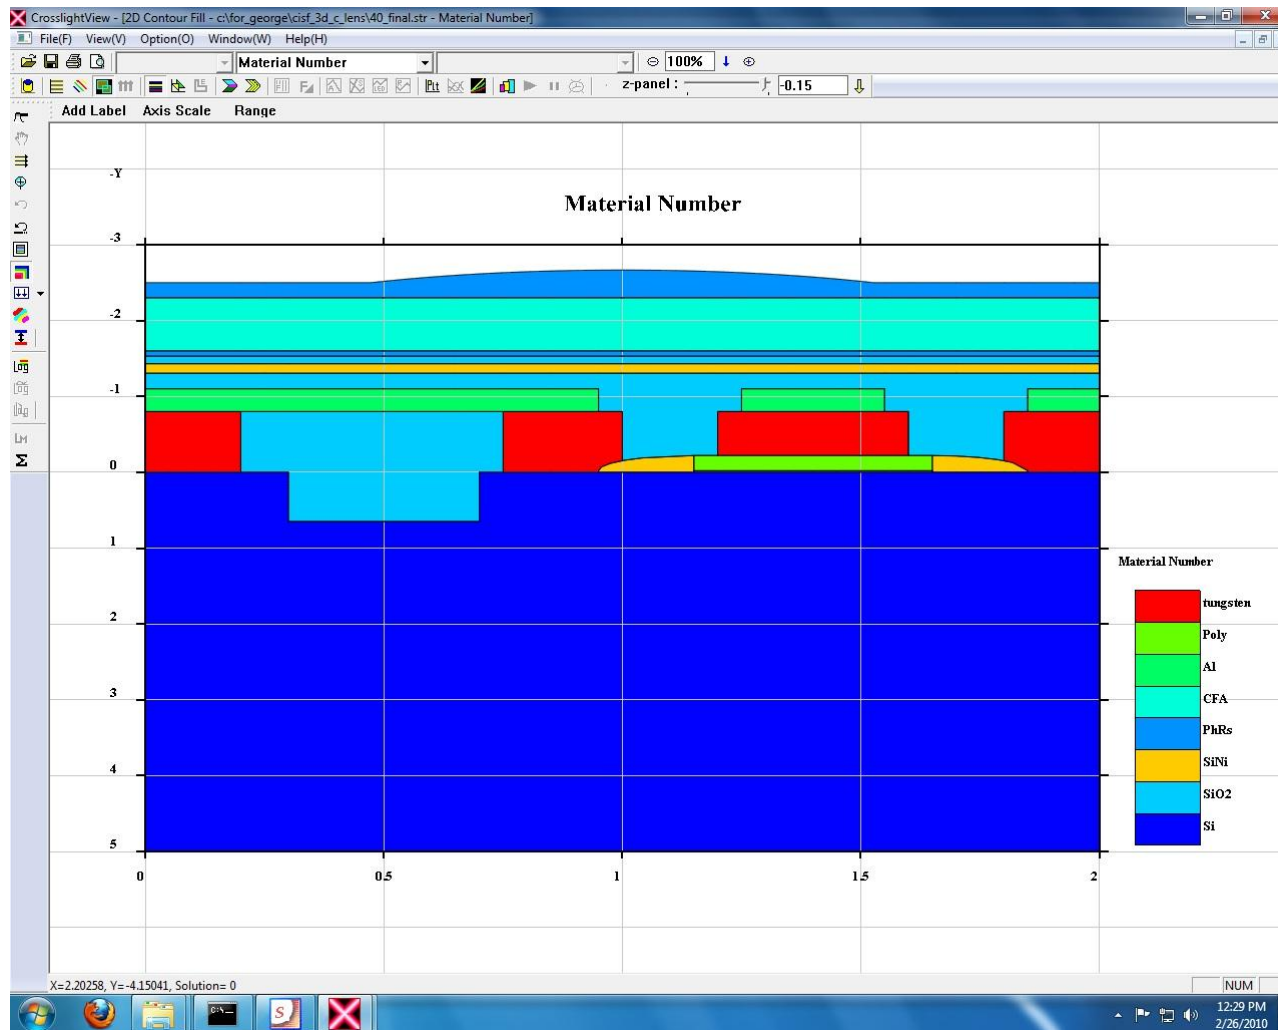 CrosslightView - [2D Contour Fill - c:\for_george\cisf_3d_c_lens\40_final.str - Material Number]
File(F) View(V) Option(O) Window(W) Help(H)
Material Number 100%
z-panel : -0.15
Add Label Axis Scale Range
-Y
Material Number
-3
-2
-1
0
1
2
3
4
5
0 0.5 1 1.5 2
Material Number
tungsten
Poly
Al
CFA
PhRs
SiNi
SiO2
Si
X=2.20258, Y=-4.15041, Solution= 0 NUM
12:29 PM
2/26/2010